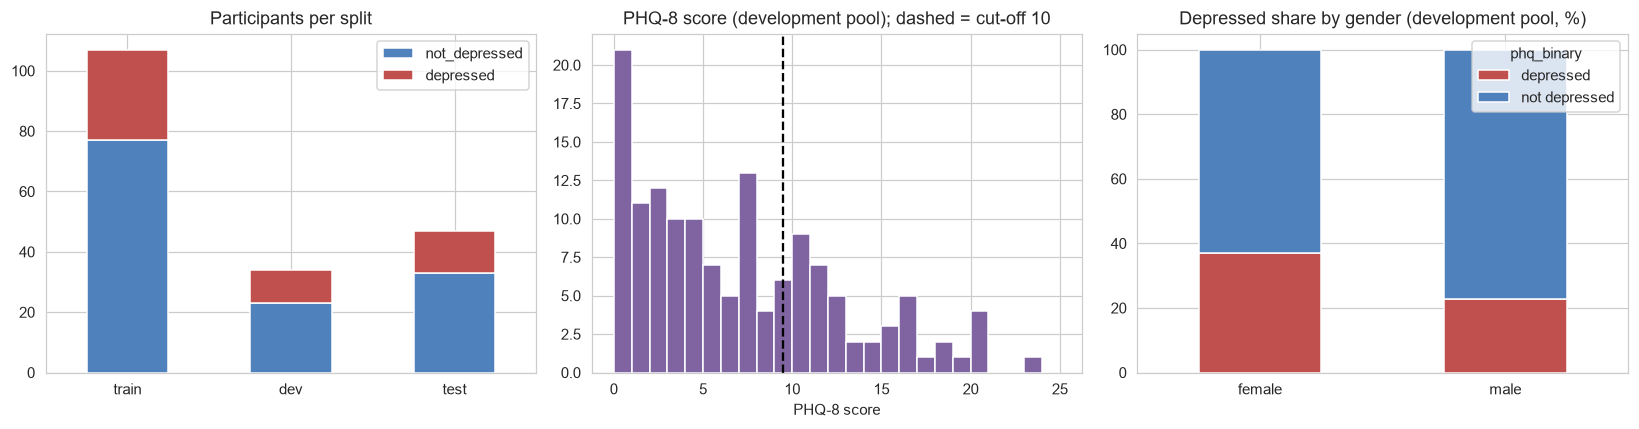 Participants per split
not_depressed
depressed
100
80
60
40
20
0
train dev test
PHQ-8 score (development pool); dashed = cut-off 10
20.0
17.5
15.0
12.5
10.0
7.5
5.0
2.5
0.0
0 5 10 15 20 25
PHQ-8 score
Depressed share by gender (development pool, %)
phq_binary
depressed
not depressed
100
80
60
40
20
0
female male